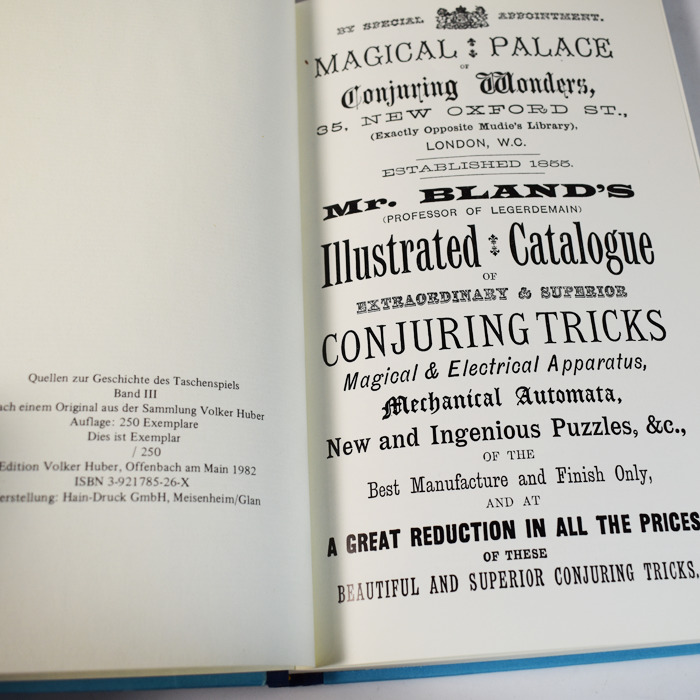 Quellen zur Geschichte des Taschenspiels
Band III
nach einem Original aus der Sammlung Volker Huber
Auflage: 250 Exemplare
Dies ist Exemplar
/ 250
Edition Volker Huber, Offenbach am Main 1982
ISBN 3-921785-26-X
Herstellung: Hain-Druck GmbH, Meisenheim/Glan
BY SPECIAL APPOINTMENT.
MAGICAL PALACE
OF
Conjuring Wonders,
35, NEW OXFORD ST.,
(Exactly Opposite Mudie's Library),
LONDON, W.C.
ESTABLISHED 1855.
Mr. BLAND'S
(PROFESSOR OF LEGERDEMAIN)
Illustrated Catalogue
OF
EXTRAORDINARY & SUPERIOR
CONJURING TRICKS
Magical & Electrical Apparatus,
Mechanical Automata,
New and Ingenious Puzzles, &c.,
OF THE
Best Manufacture and Finish Only,
AND AT
A GREAT REDUCTION IN ALL THE PRICES
OF THESE
BEAUTIFUL AND SUPERIOR CONJURING TRICKS.